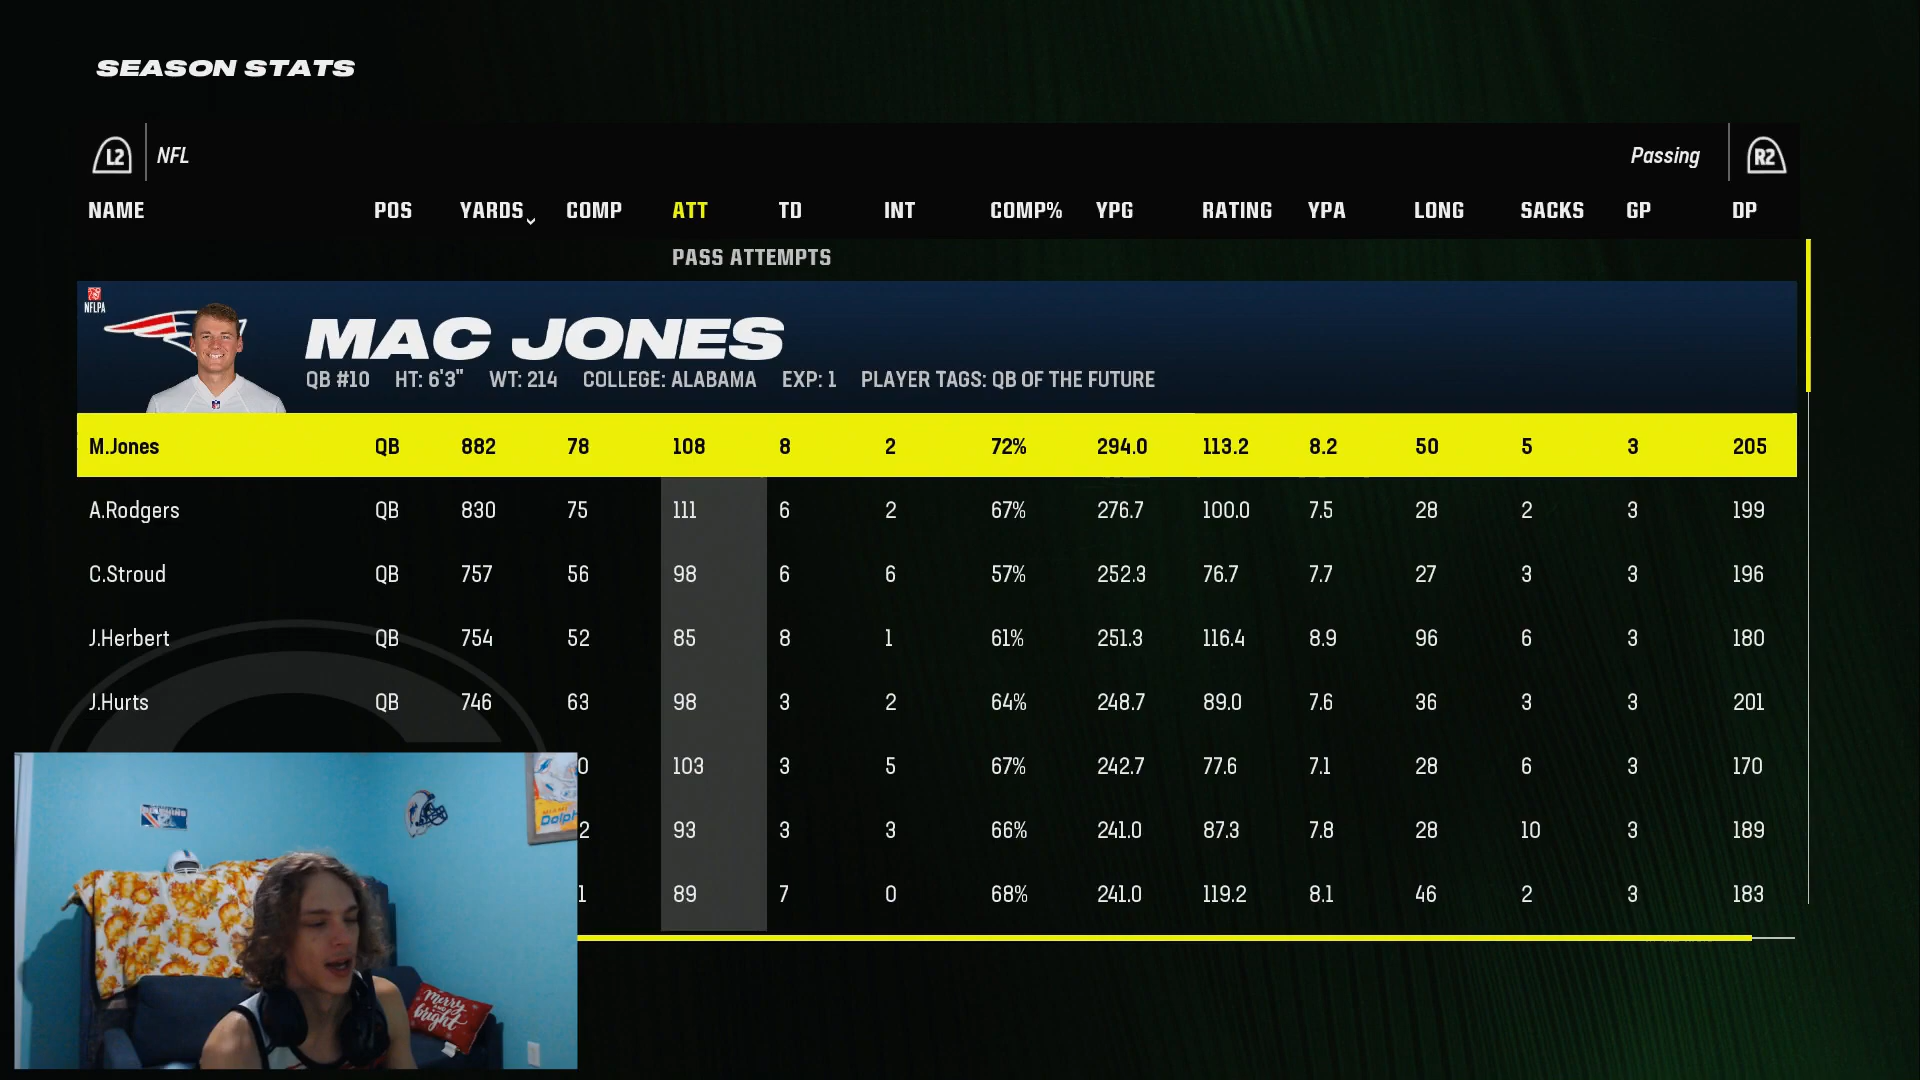 SEASON STATS
L2 NFL Passing R2
NAME POS YARDS COMP ATT TD INT COMP% YPG RATING YPA LONG SACKS GP DP
PASS ATTEMPTS
NFLPA
MAC JONES
QB #10 HT: 6'3" WT: 214 COLLEGE: ALABAMA EXP: 1 PLAYER TAGS: QB OF THE FUTURE
M.Jones QB 882 78 108 8 2 72% 294.0 113.2 8.2 50 5 3 205
A.Rodgers QB 830 75 111 6 2 67% 276.7 100.0 7.5 28 2 3 199
C.Stroud QB 757 56 98 6 6 57% 252.3 76.7 7.7 27 3 3 196
J.Herbert QB 754 52 85 8 1 61% 251.3 116.4 8.9 96 6 3 180
J.Hurts QB 746 63 98 3 2 64% 248.7 89.0 7.6 36 3 3 201
0 103 3 5 67% 242.7 77.6 7.1 28 6 3 170
2 93 3 3 66% 241.0 87.3 7.8 28 10 3 189
1 89 7 0 68% 241.0 119.2 8.1 46 2 3 183
Dolph
Merry
and
bright